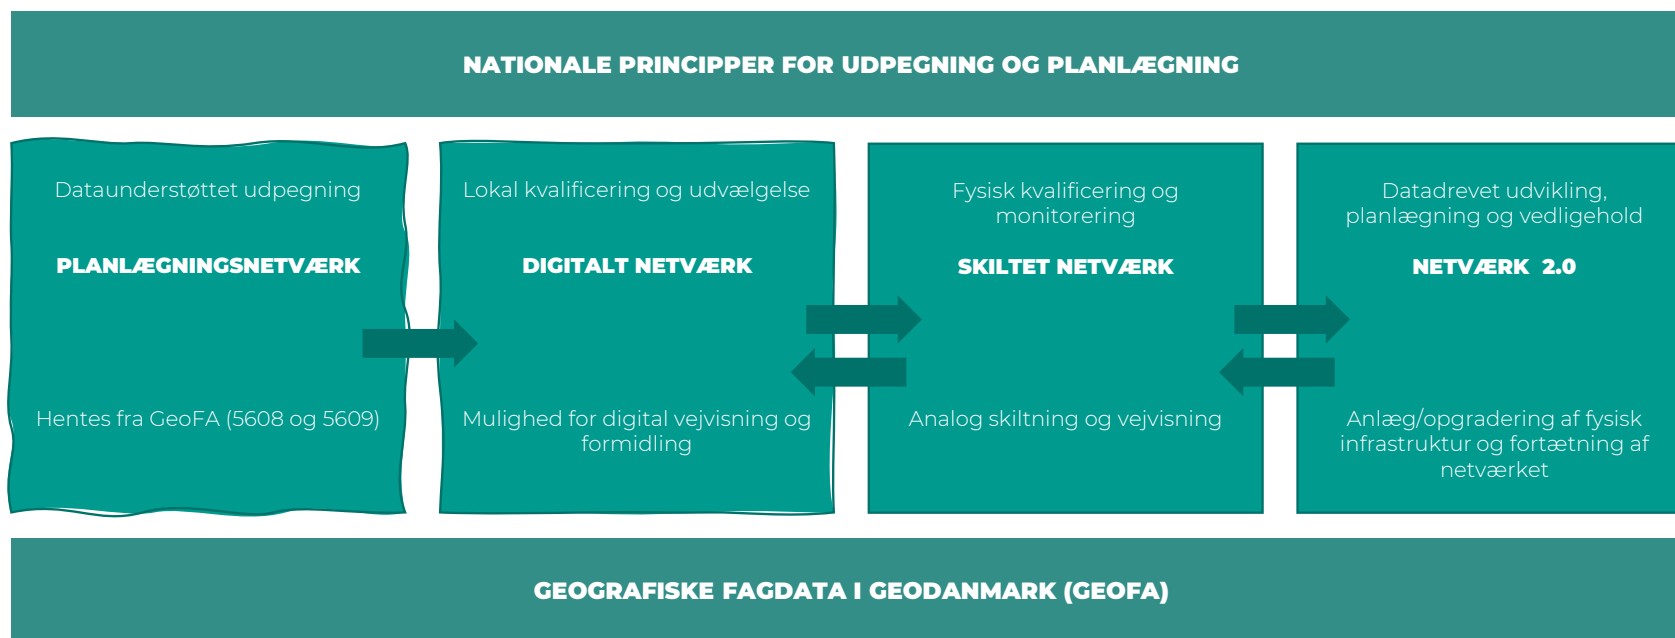 NATIONALE PRINCIPPER FOR UDPEGNING OG PLANLÆGNING
Dataunderstøttet udpegning
PLANLÆGNINGSNETVÆRK
Hentes fra GeoFA (5608 og 5609)
Lokal kvalificering og udvælgelse
DIGITALT NETVÆRK
Mulighed for digital vejvisning og
formidling
Fysisk kvalificering og
monitorering
SKILTET NETVÆRK
Analog skiltning og vejvisning
Datadrevet udvikling,
planlægning og vedligehold
NETVÆRK 2.0
Anlæg/opgradering af fysisk
infrastruktur og fortætning af
netværket
GEOGRAFISKE FAGDATA I GEODANMARK (GEOFA)